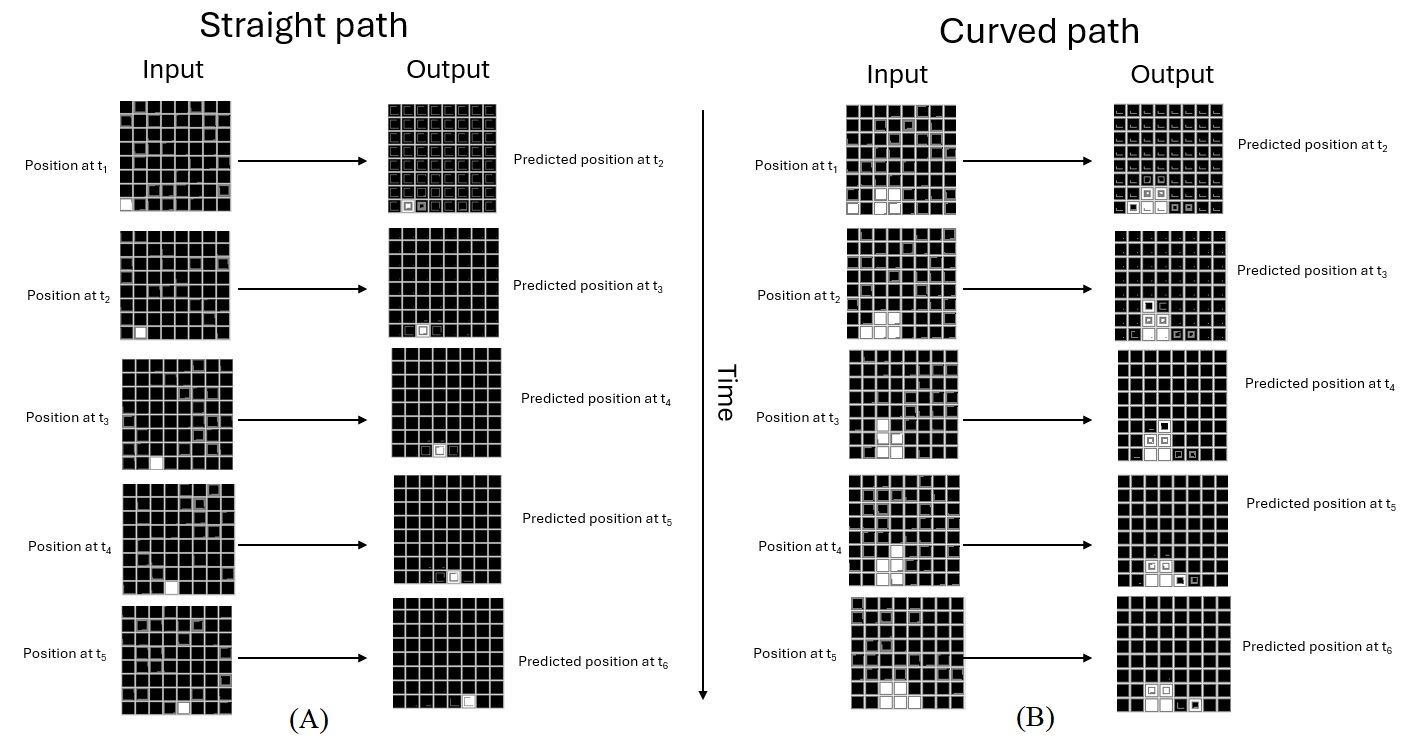 Straight path
Input
Output
Position at t1
Predicted position at t2
Position at t2
Predicted position at t3
Position at t3
Predicted position at t4
Position at t4
Predicted position at t5
Position at t5
Predicted position at t6
(A)
Time
Curved path
Input
Output
Position at t1
Predicted position at t2
Position at t2
Predicted position at t3
Position at t3
Predicted position at t4
Position at t4
Predicted position at t5
Position at t5
Predicted position at t6
(B)